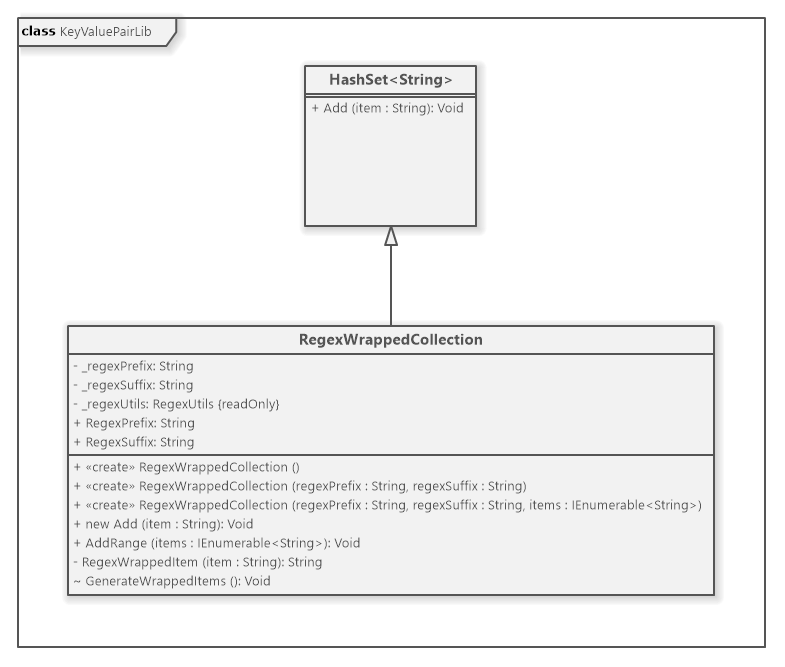 class KeyValuePairLib
HashSet<String>
+ Add (item : String): Void
RegexWrappedCollection
- _regexPrefix: String
- _regexSuffix: String
- _regexUtils: RegexUtils {readOnly}
+ RegexPrefix: String
+ RegexSuffix: String
+ «create» RegexWrappedCollection ()
+ «create» RegexWrappedCollection (regexPrefix : String, regexSuffix : String)
+ «create» RegexWrappedCollection (regexPrefix : String, regexSuffix : String, items : IEnumerable<String>)
+ new Add (item : String): Void
+ AddRange (items : IEnumerable<String>): Void
- RegexWrappedItem (item : String): String
~ GenerateWrappedItems (): Void